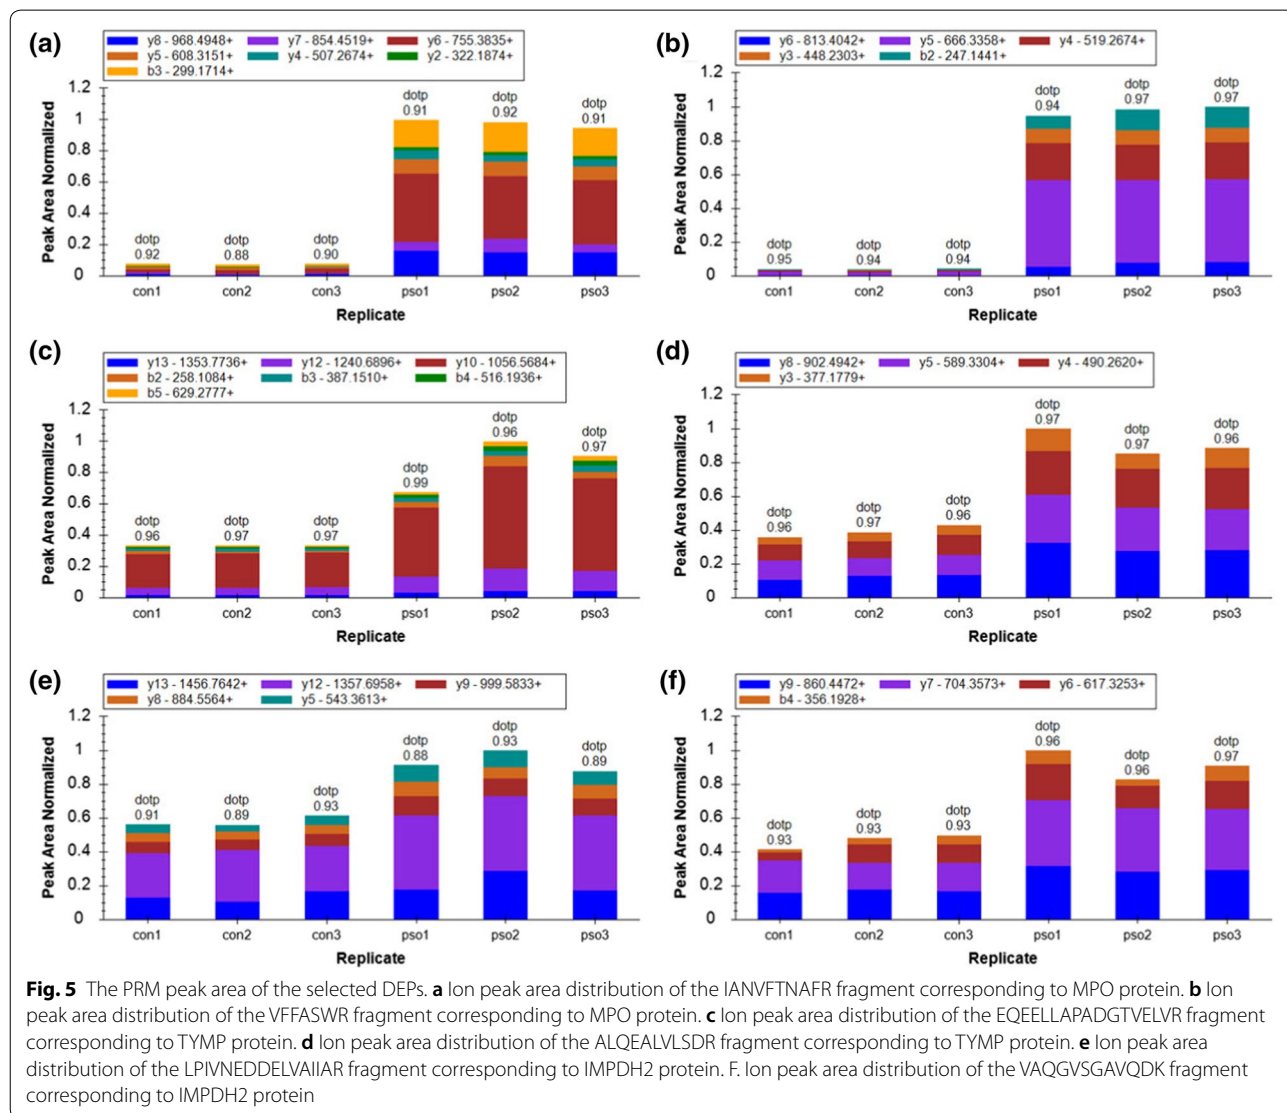 (a)
y8 - 968.4948+ y7 - 854.4519+ y6 - 755.3835+
y5 - 608.3151+ y4 - 507.2674+ y2 - 322.1874+
b3 - 299.1714+
Peak Area Normalized
1.2
1
0.8
0.6
0.4
0.2
0
dotp 0.92
dotp 0.88
dotp 0.90
dotp 0.91
dotp 0.92
dotp 0.91
con1 con2 con3 pso1 pso2 pso3
Replicate
(b)
y6 - 813.4042+ y5 - 666.3358+ y4 - 519.2674+
y3 - 448.2303+ b2 - 247.1441+
Peak Area Normalized
1.2
1
0.8
0.6
0.4
0.2
0
dotp 0.95
dotp 0.94
dotp 0.94
dotp 0.94
dotp 0.97
dotp 0.97
con1 con2 con3 pso1 pso2 pso3
Replicate
(c)
y13 - 1353.7736+ y12 - 1240.6896+ y10 - 1056.5684+
b2 - 258.1084+ b3 - 387.1510+ b4 - 516.1936+
b5 - 629.2777+
Peak Area Normalized
1.2
1
0.8
0.6
0.4
0.2
0
dotp 0.96
dotp 0.97
dotp 0.97
dotp 0.99
dotp 0.96
dotp 0.97
con1 con2 con3 pso1 pso2 pso3
Replicate
(d)
y8 - 902.4942+ y5 - 589.3304+ y4 - 490.2620+
y3 - 377.1779+
Peak Area Normalized
1.2
1
0.8
0.6
0.4
0.2
0
dotp 0.96
dotp 0.97
dotp 0.96
dotp 0.97
dotp 0.97
dotp 0.96
con1 con2 con3 pso1 pso2 pso3
Replicate
(e)
y13 - 1456.7642+ y12 - 1357.6958+ y9 - 999.5833+
y8 - 884.5564+ y5 - 543.3613+
Peak Area Normalized
1.2
1
0.8
0.6
0.4
0.2
0
dotp 0.91
dotp 0.89
dotp 0.93
dotp 0.88
dotp 0.93
dotp 0.89
con1 con2 con3 pso1 pso2 pso3
Replicate
(f)
y9 - 860.4472+ y7 - 704.3573+ y6 - 617.3253+
b4 - 356.1928+
Peak Area Normalized
1.2
1
0.8
0.6
0.4
0.2
0
dotp 0.93
dotp 0.93
dotp 0.93
dotp 0.96
dotp 0.96
dotp 0.97
con1 con2 con3 pso1 pso2 pso3
Replicate
Fig. 5 The PRM peak area of the selected DEPs. a Ion peak area distribution of the IANVFTNAFR fragment corresponding to MPO protein. b Ion
peak area distribution of the VFFASWR fragment corresponding to MPO protein. c Ion peak area distribution of the EQEELLAPADGTVELVR fragment
corresponding to TYMP protein. d Ion peak area distribution of the ALQEALVLSDR fragment corresponding to TYMP protein. e Ion peak area
distribution of the LPIVNEDDELVAIIAR fragment corresponding to IMPDH2 protein. F. Ion peak area distribution of the VAQGVSGAVQDK fragment
corresponding to IMPDH2 protein